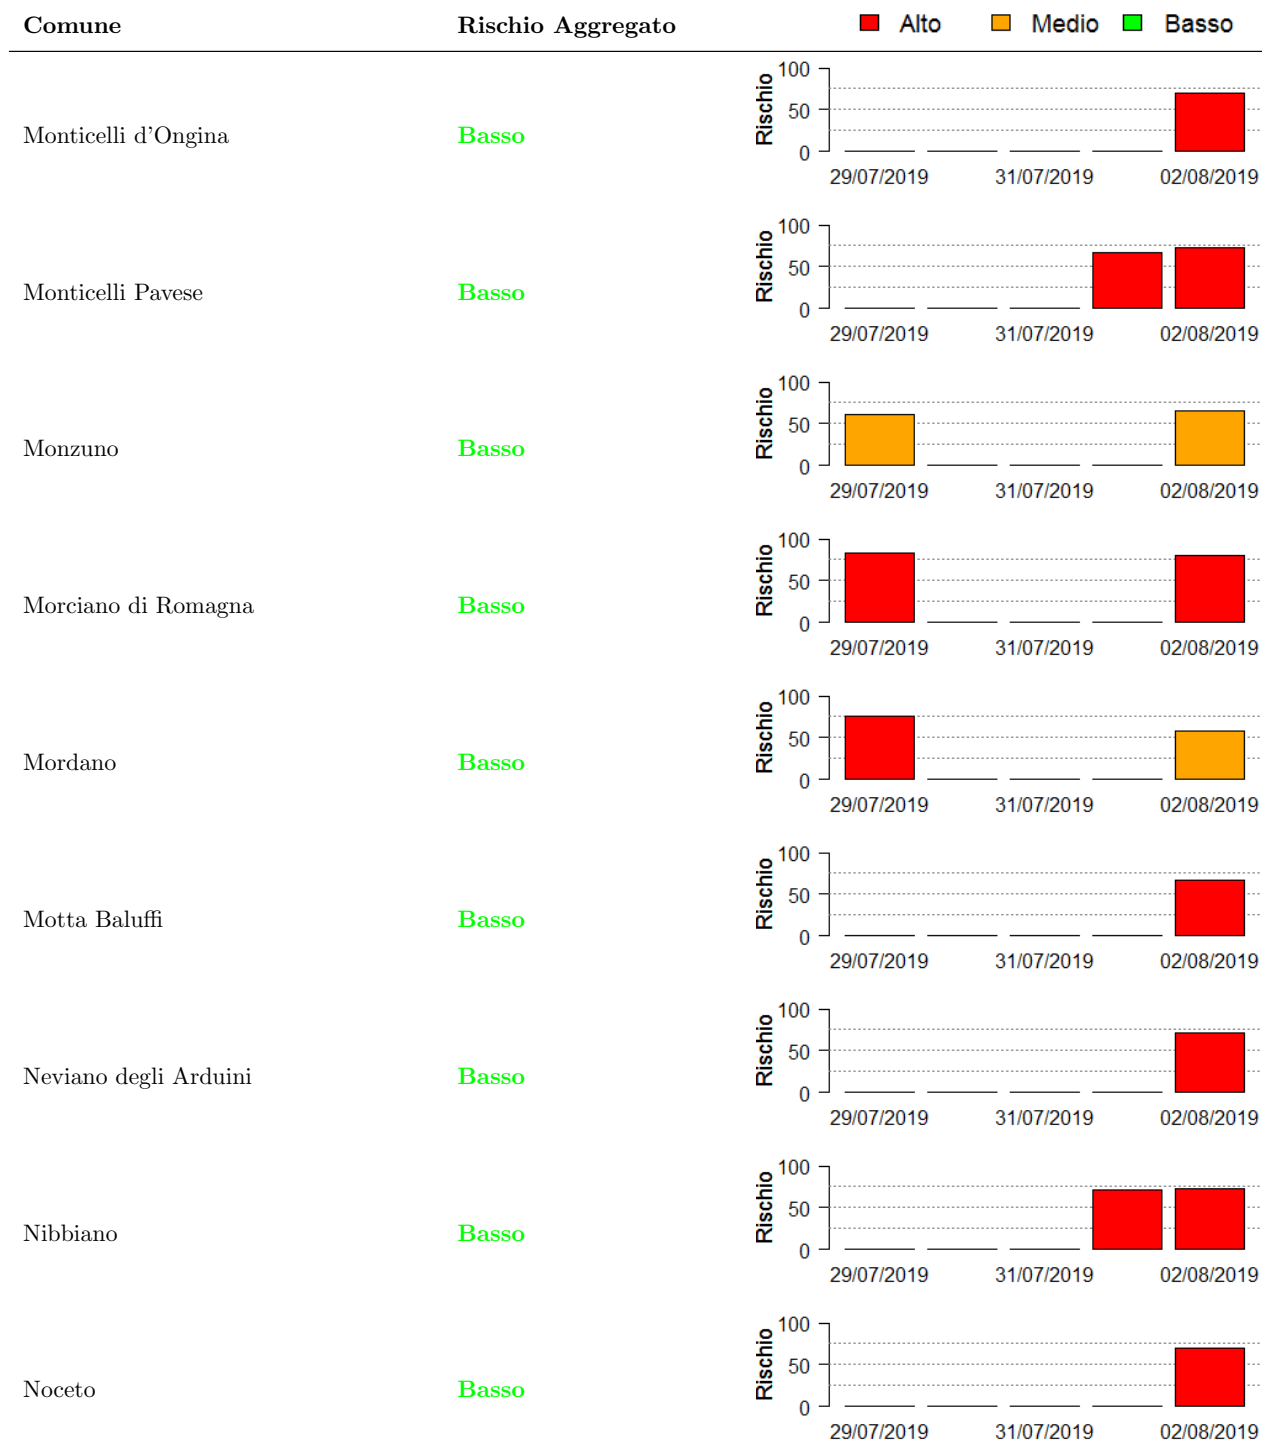 Comune Rischio Aggregato Alto Medio Basso
Monticelli d'Ongina Basso
Rischio
100
50
0
29/07/2019 31/07/2019 02/08/2019
Monticelli Pavese Basso
Rischio
100
50
0
29/07/2019 31/07/2019 02/08/2019
Monzuno Basso
Rischio
100
50
0
29/07/2019 31/07/2019 02/08/2019
Morciano di Romagna Basso
Rischio
100
50
0
29/07/2019 31/07/2019 02/08/2019
Mordano Basso
Rischio
100
50
0
29/07/2019 31/07/2019 02/08/2019
Motta Baluffi Basso
Rischio
100
50
0
29/07/2019 31/07/2019 02/08/2019
Neviano degli Arduini Basso
Rischio
100
50
0
29/07/2019 31/07/2019 02/08/2019
Nibbiano Basso
Rischio
100
50
0
29/07/2019 31/07/2019 02/08/2019
Noceto Basso
Rischio
100
50
0
29/07/2019 31/07/2019 02/08/2019